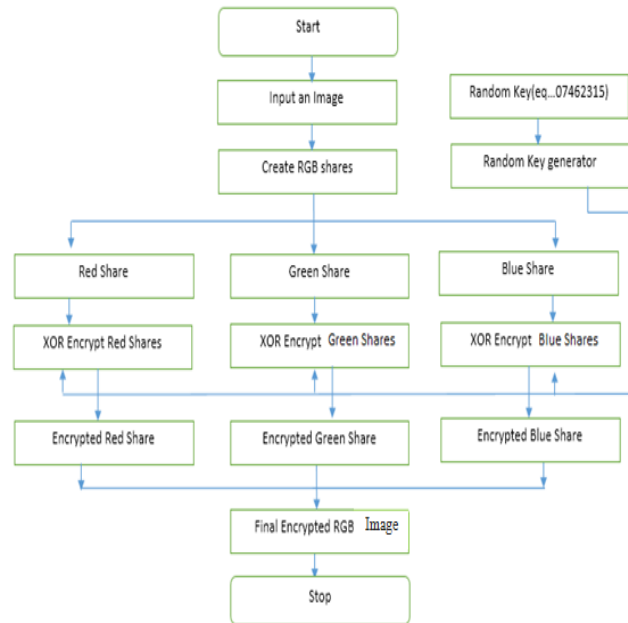 Start
Input an Image
Random Key(eq...07462315)
Create RGB shares
Random Key generator
Red Share
Green Share
Blue Share
XOR Encrypt Red Shares
XOR Encrypt Green Shares
XOR Encrypt Blue Shares
Encrypted Red Share
Encrypted Green Share
Encrypted Blue Share
Final Encrypted RGB Image
Stop